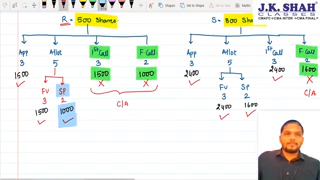 R = 500 Shares
S = 800 Shar
J.K. SHAH
CLASSES
App Allot 1st Call F Call
3 5 3 2
1500 1500 1000
FV SP
3 2
1500 1000
C/A
App Allot 1st Call F Call
3 5 3 2
2400 2400 1600
FV SP
3 2
2400 1600
C/A